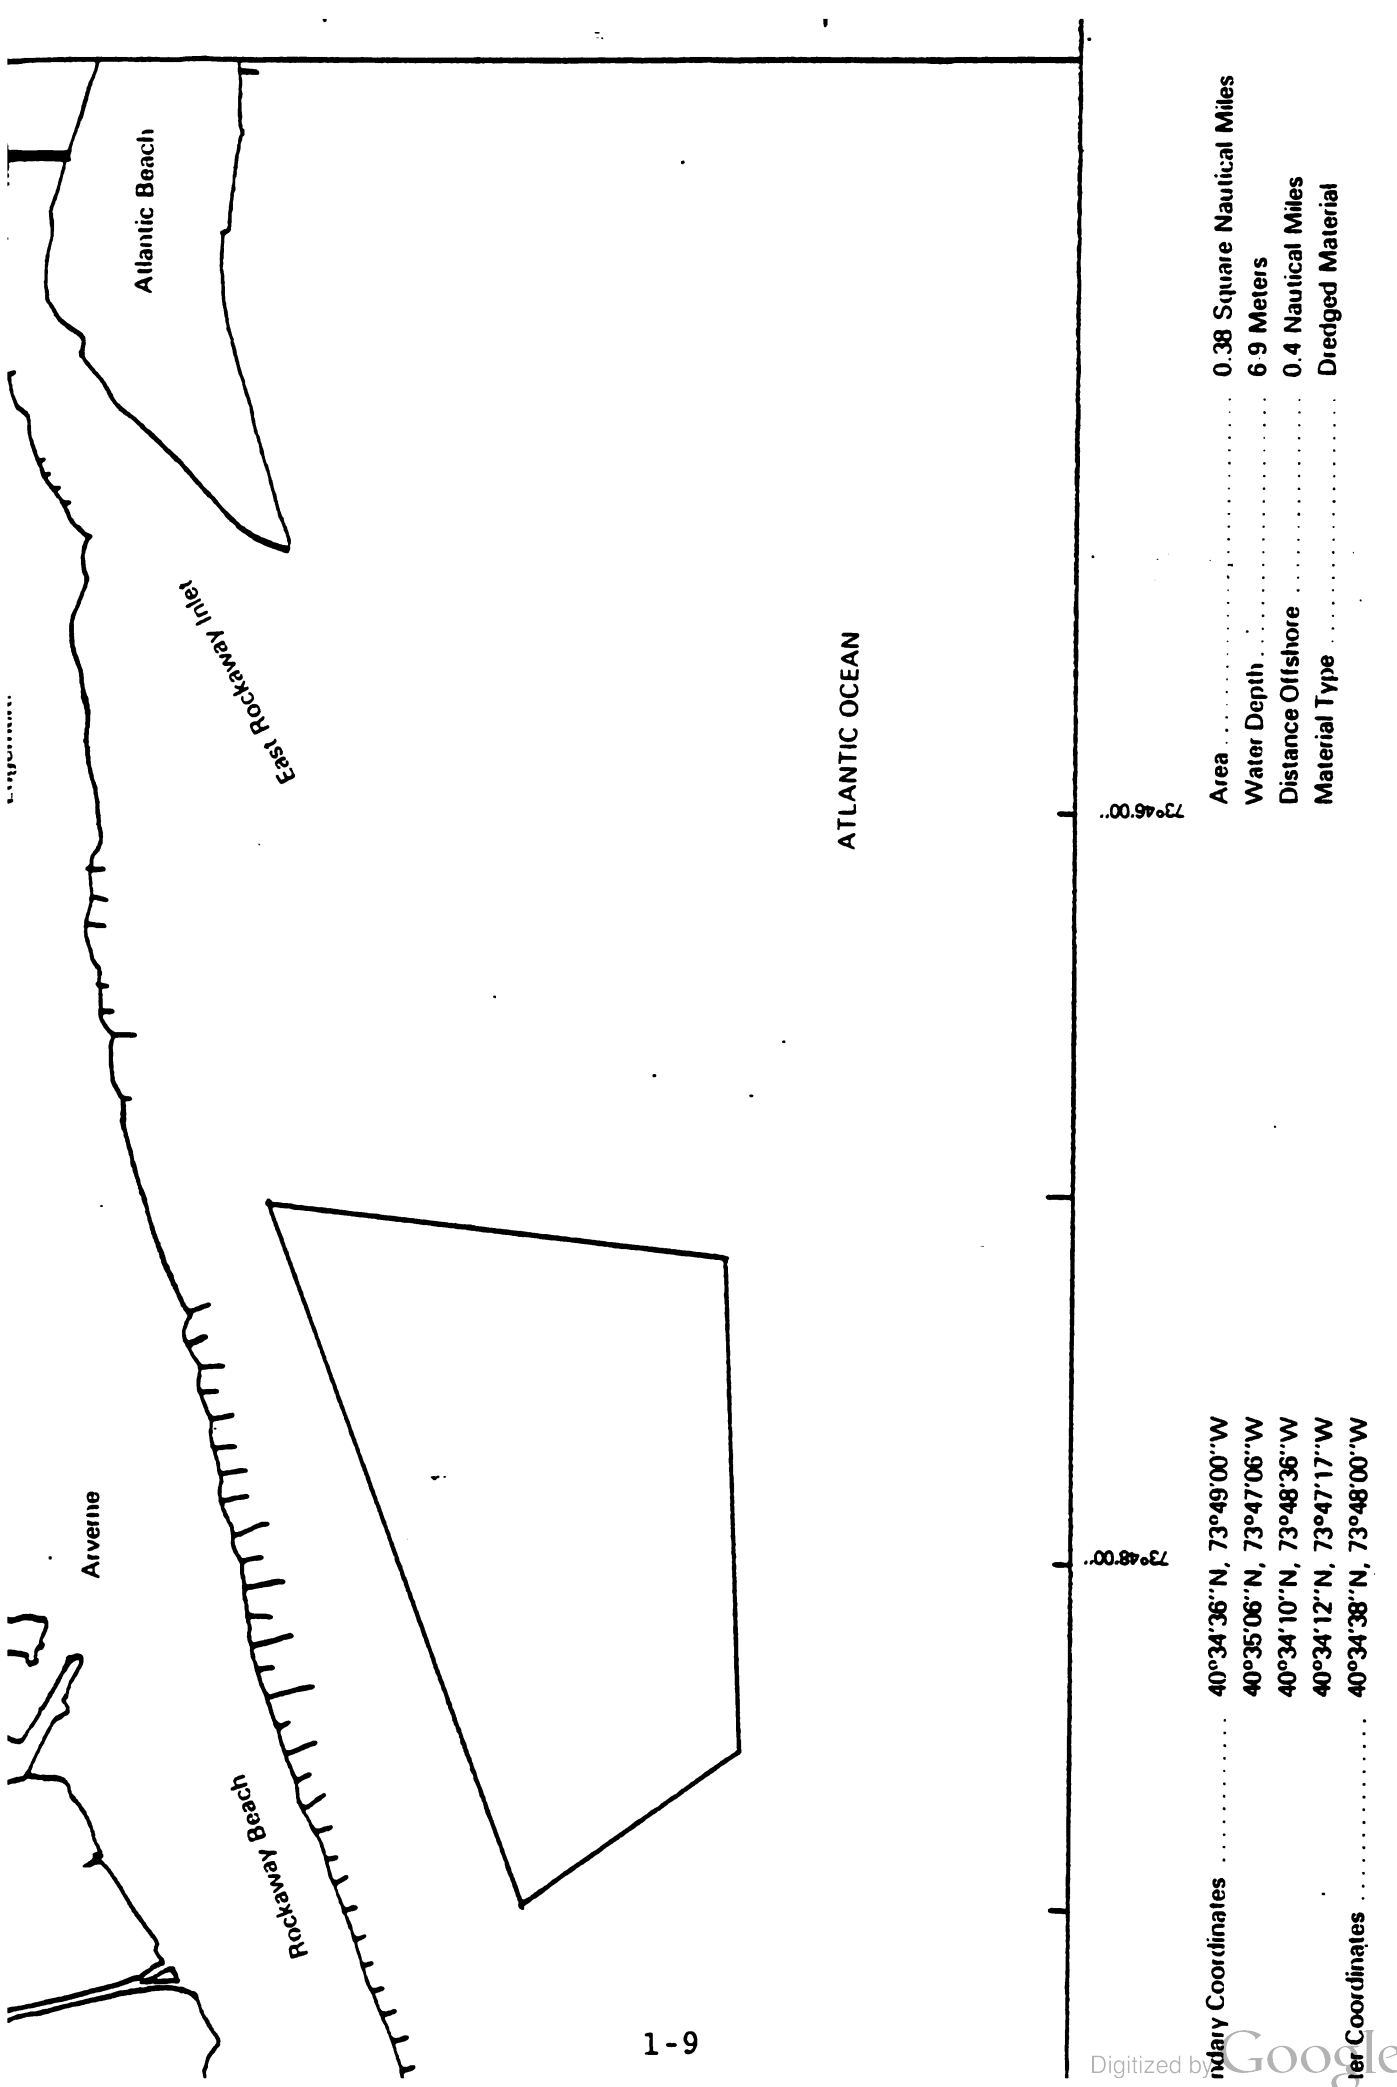 Atlantic Beach
East Rockaway Inlet
ATLANTIC OCEAN
Arverne
Rockaway Beach
73°46'00''
73°48'00''
ndary Coordinates .......... 40°34'36''N, 73°49'00''W
40°35'06''N, 73°47'06''W
40°34'10''N, 73°48'36''W
40°34'12''N, 73°47'17''W
ter Coordinates .......... 40°34'38''N, 73°48'00''W
Area .......... 0.38 Square Nautical Miles
Water Depth .......... 6-9 Meters
Distance Offshore .......... 0.4 Nautical Miles
Material Type .......... Dredged Material
1-9
Digitized by Google